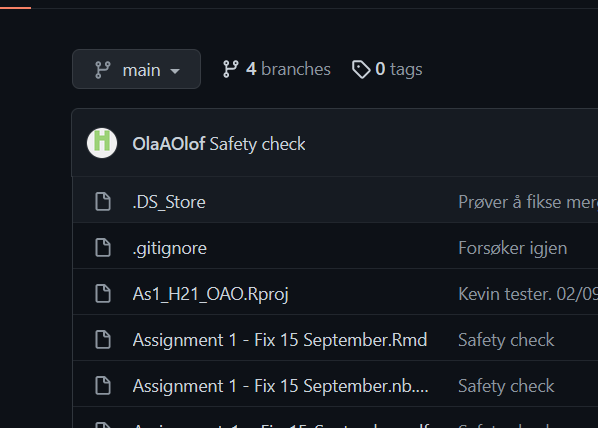 main 4 branches 0 tags
OlaAOlof Safety check
.DS_Store Prøver å fikse
.gitignore Forsøker igjen
As1_H21_OAO.Rproj Kevin tester. 02/09
Assignment 1 - Fix 15 September.Rmd Safety check
Assignment 1 - Fix 15 September.nb.... Safety check